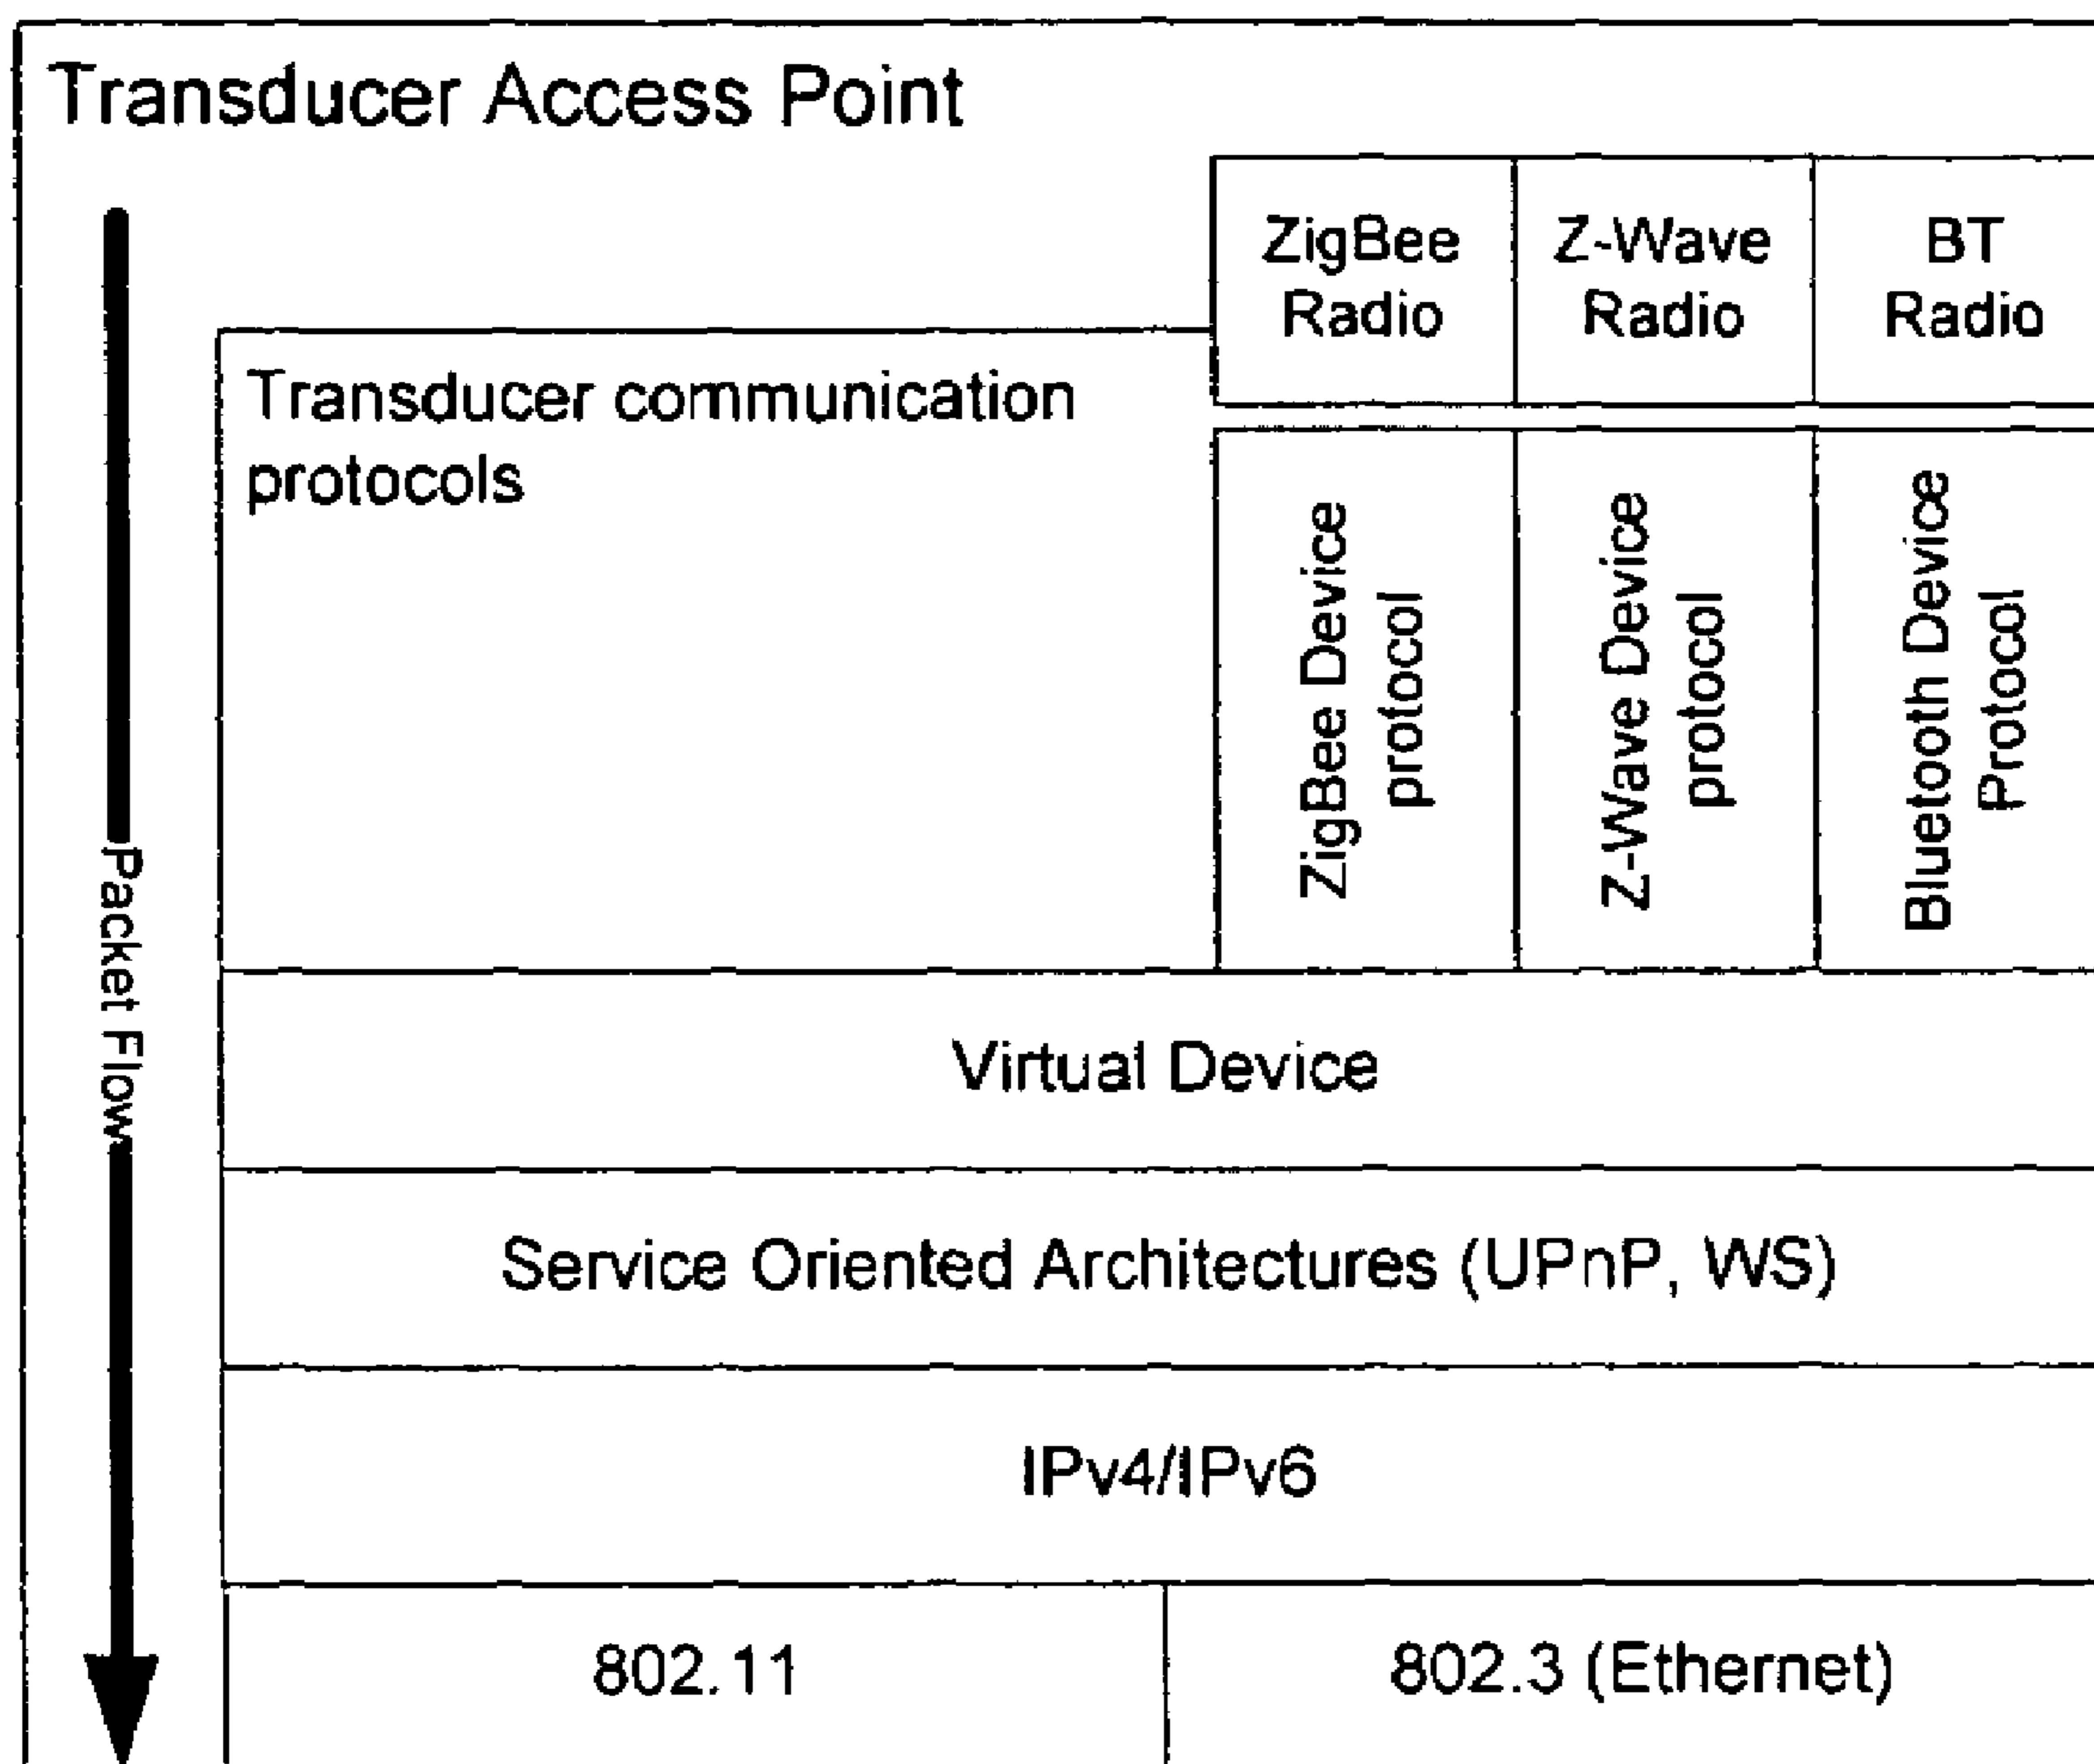 Transducer Access Point
ZigBee
Radio
Z-Wave
Radio
BT
Radio
Transducer communication
protocols
ZigBee Device
protocol
Z-Wave Device
protocol
Bluetooth Device
Protocol
Packet Flow
Virtual Device
Service Oriented Architectures (UPnP, WS)
IPv4/IPv6
802.11
802.3 (Ethernet)